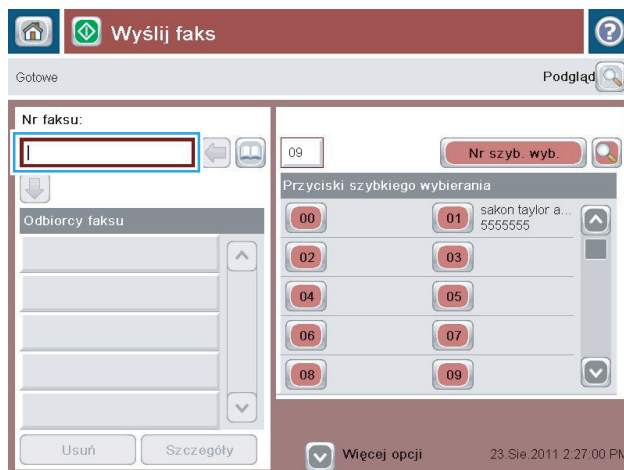 Wyślij faks
?
Gotowe
Podgląd
Nr faksu:
09
Nr szyb. wyb.
Przyciski szybkiego wybierania
Odbiorcy faksu
00
01
sakon taylor a...
5555555
02
03
04
05
06
07
08
09
Usuń
Szczegóły
Więcej opcji
23.Sie.2011 2:27:00 PM